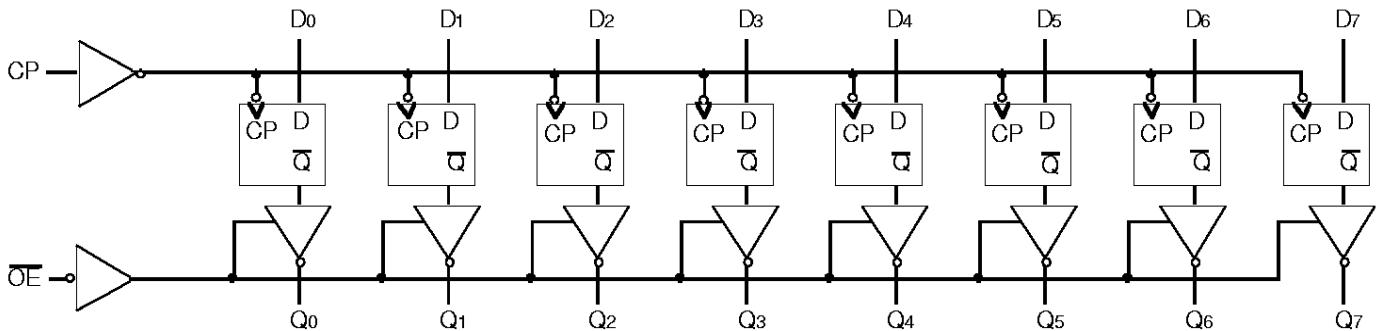 D0 D1 D2 D3 D4 D5 D6 D7
CP
D D D D D D D D
CP CP CP CP CP CP CP CP
Q̅ Q̅ Q̅ Q̅ Q̅ Q̅ Q̅ Q̅
O̅E̅
Q0 Q1 Q2 Q3 Q4 Q5 Q6 Q7